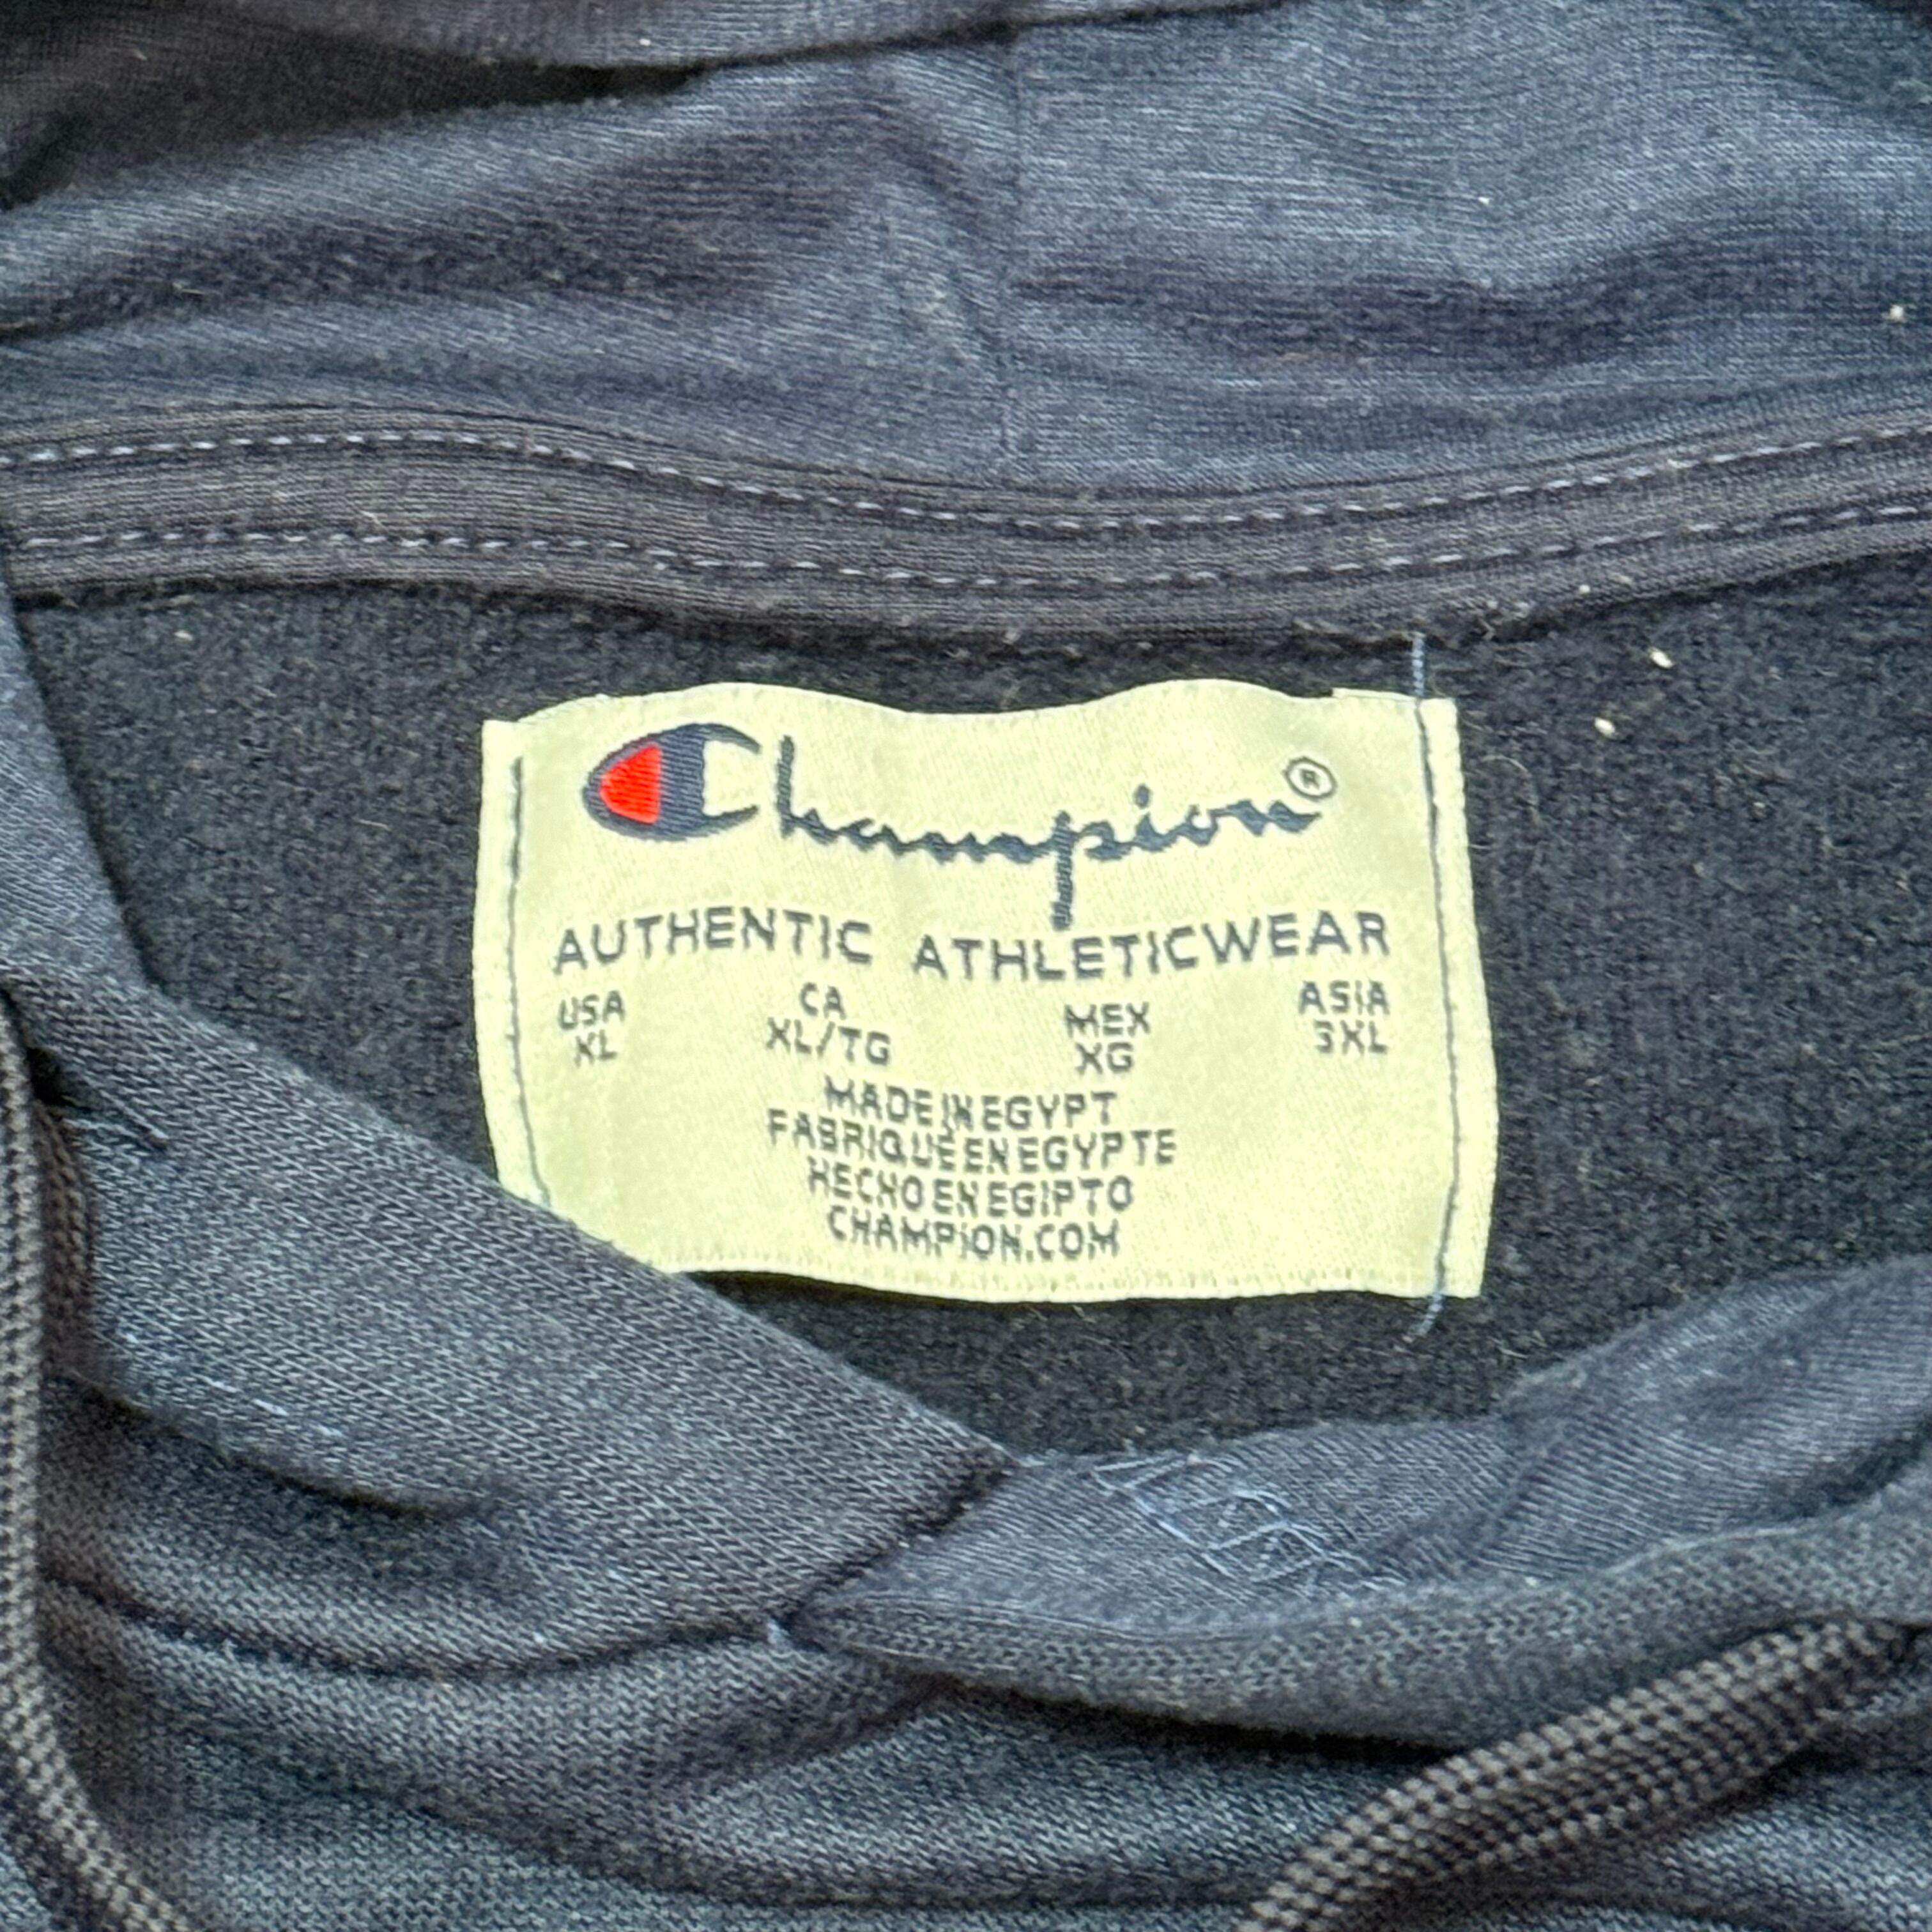 Champion®
AUTHENTIC ATHLETICWEAR
USA CA MEX ASIA
XL XL/TG XG 3XL
MADE IN EGYPT
FABRIQUÉ EN EGYPTE
HECHO EN EGIPTO
CHAMPION.COM